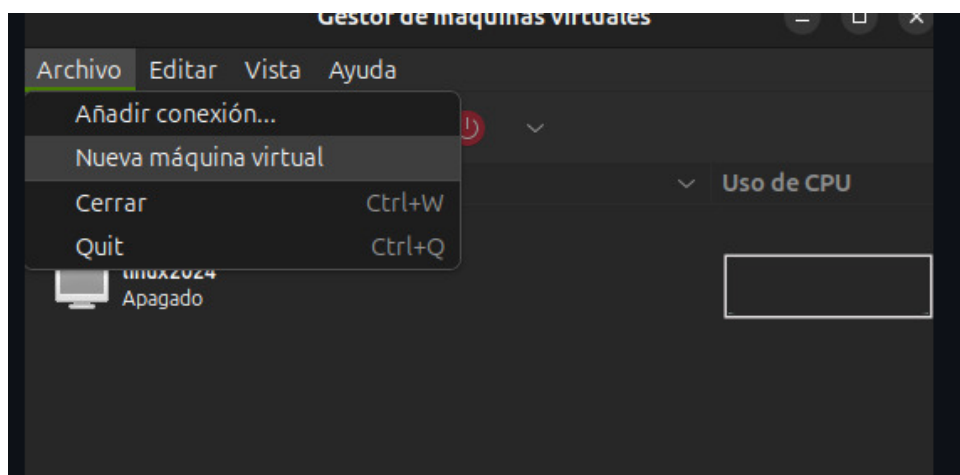 Gestor de máquinas virtuales
Archivo Editar Vista Ayuda
Añadir conexión...
Nueva máquina virtual
Uso de CPU
Cerrar Ctrl+W
Quit Ctrl+Q
linux2024
Apagado